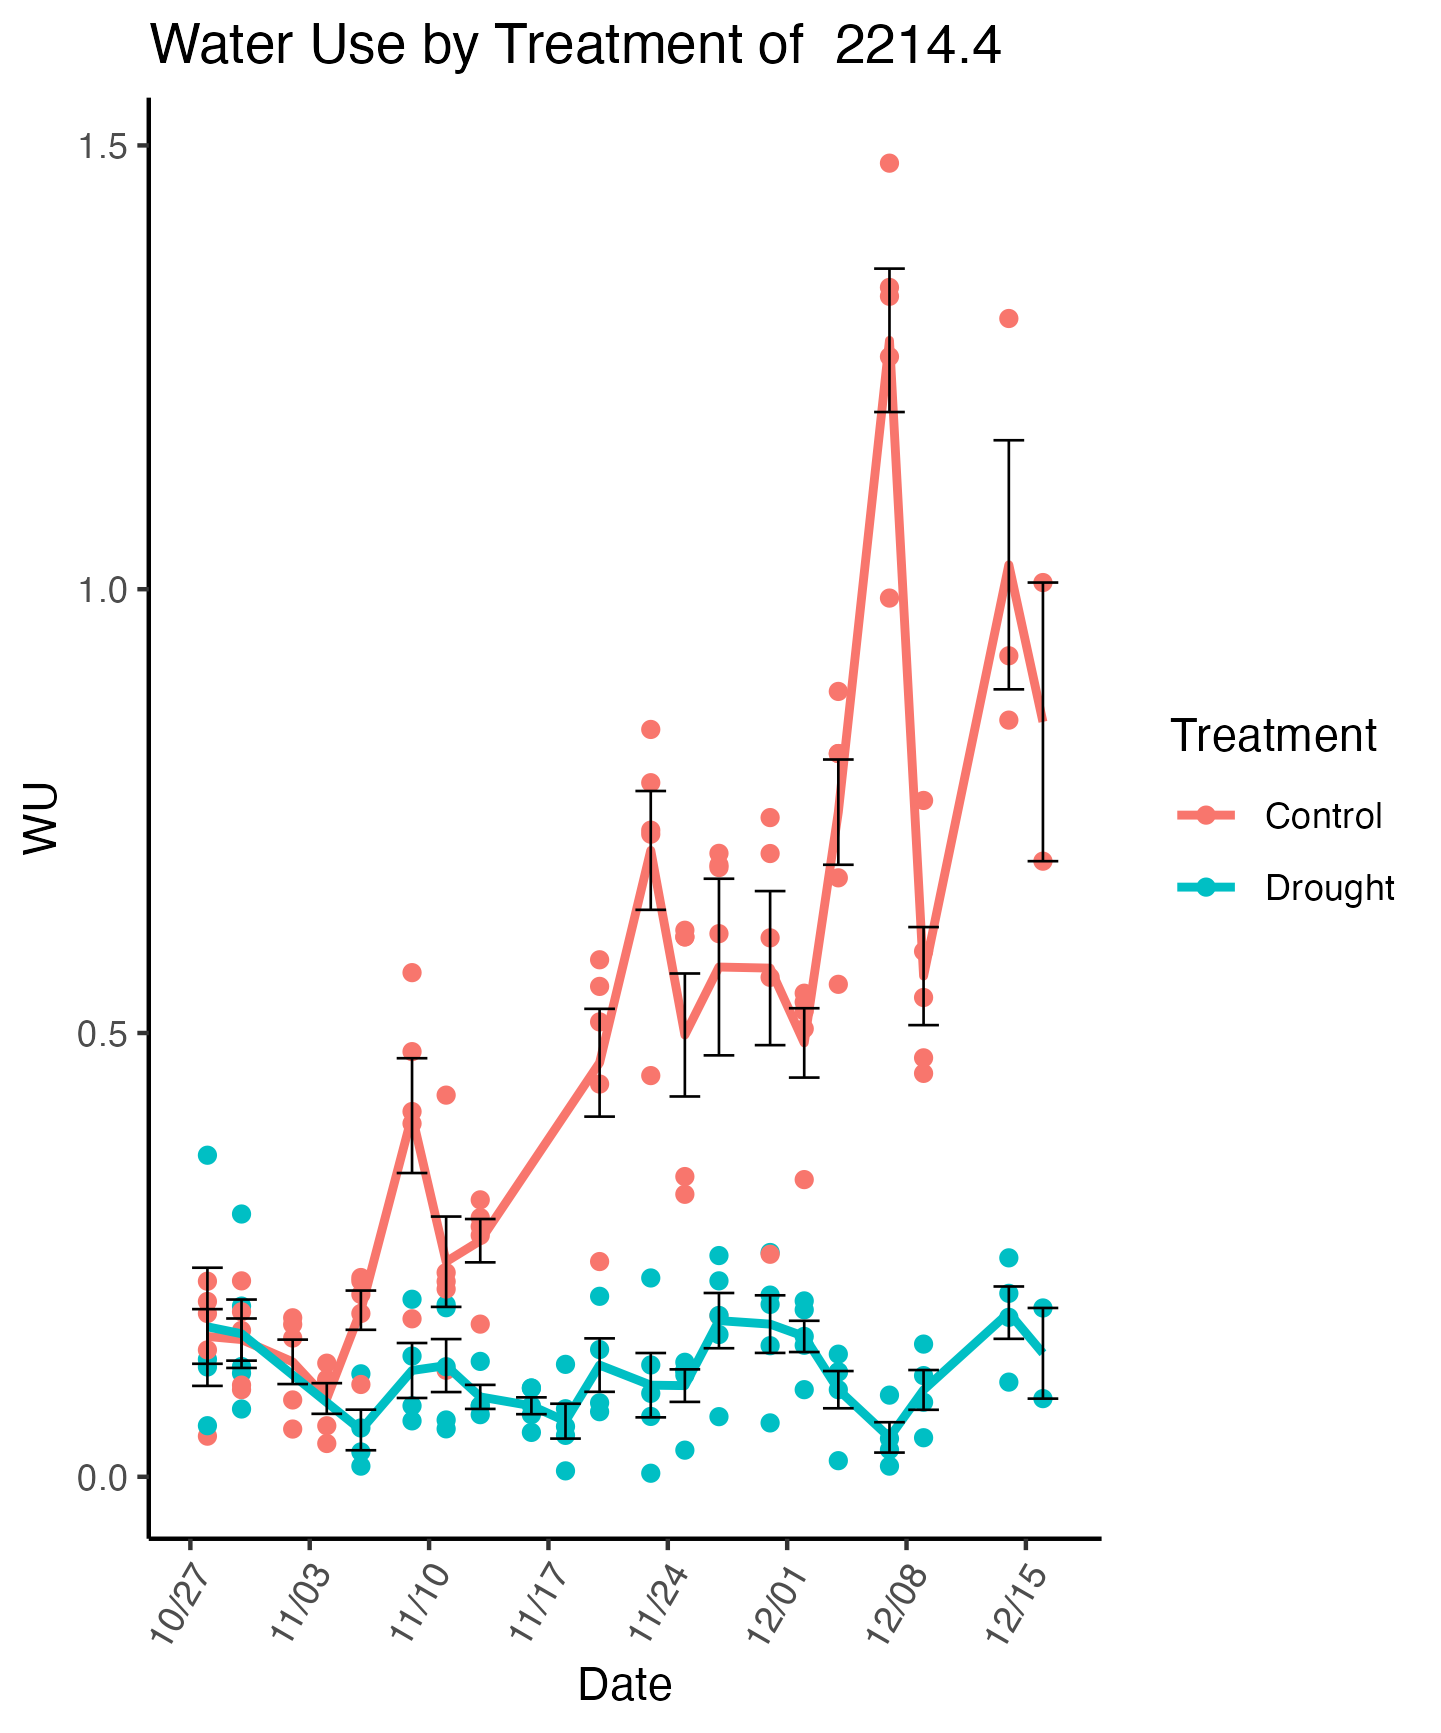 Water Use by Treatment of  2214.4
1.5
1.0
0.5
0.0
WU
10/27
11/03
11/10
11/17
11/24
12/01
12/08
12/15
Date
Treatment
Control
Drought